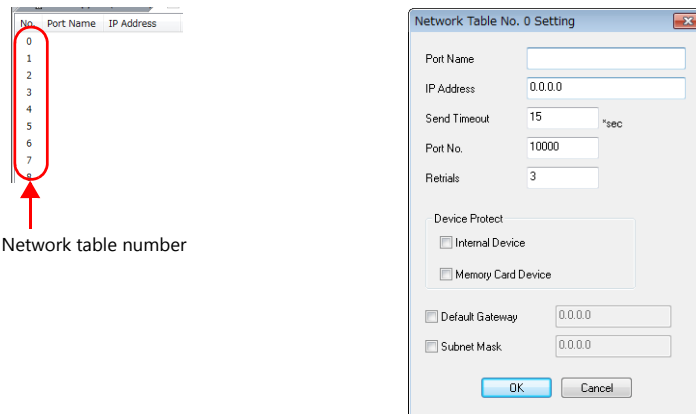 No. Port Name IP Address
0
1
2
3
4
5
6
7
8
Network table number
Network Table No. 0 Setting
Port Name
IP Address 0.0.0.0
Send Timeout 15 *sec
Port No. 10000
Retrials 3
Device Protect
Internal Device
Memory Card Device
Default Gateway 0.0.0.0
Subnet Mask 0.0.0.0
OK Cancel